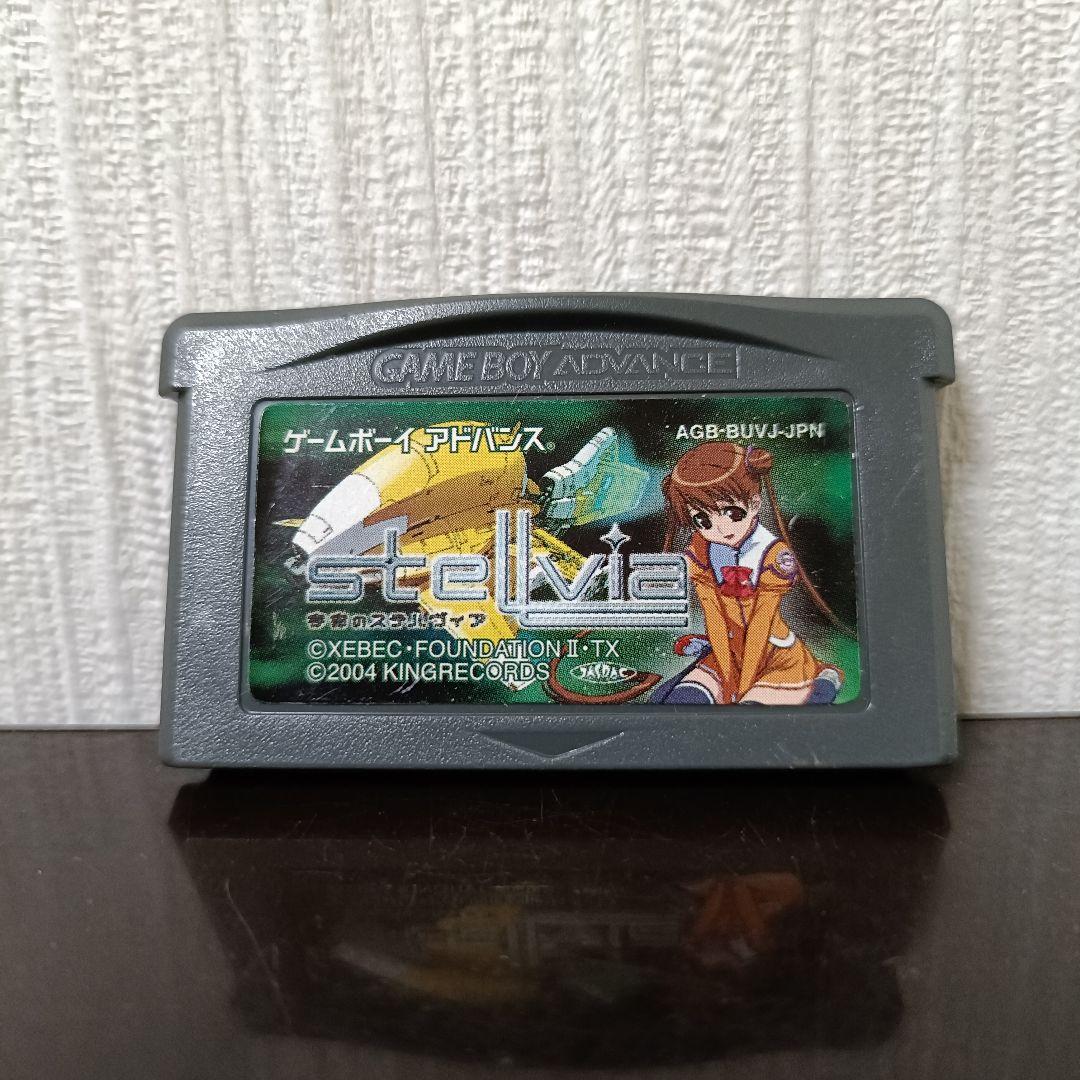 GAME BOY ADVANCE
ゲームボーイ アドバンス®
AGB-BUVJ-JPN
stellvia
宇宙のステルヴィア
©XEBEC・FOUNDATION Ⅱ・TX
©2004 KINGRECORDS
JASRAC